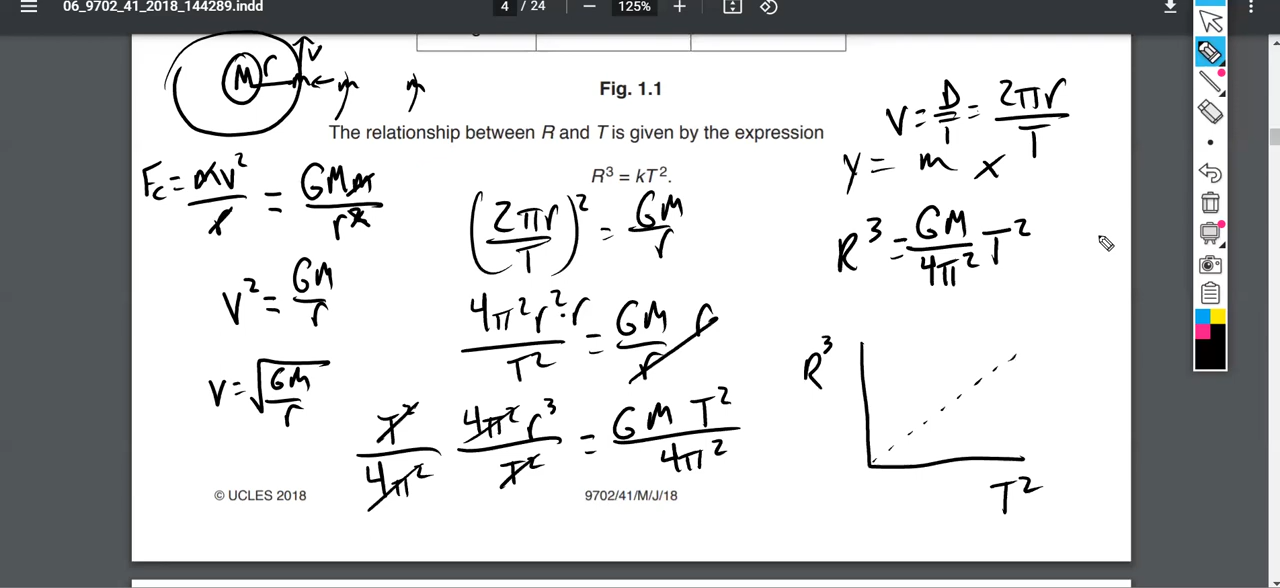 06_9702_41_2018_144289.indd
4 / 24
125%
M r v m
Fig. 1.1
The relationship between R and T is given by the expression
R³ = kT².
Fc = mv²/r = GMm/r²
v² = GM/r
v = √(GM/r)
(2πr/T)² = GM/r
4π²r²·r/T² = GM/r r
T²/4π² 4π²r³/T² = GMT²/4π²
v = D/T = 2πr/T
y = m x
R³ = GM/4π² T²
R³
T²
© UCLES 2018
9702/41/M/J/18